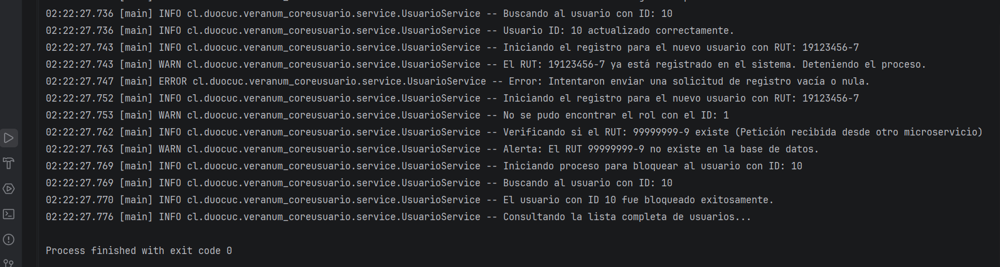 02:22:27.736 [main] INFO cl.duocuc.veranum_coreusuario.service.UsuarioService -- Buscando al usuario con ID: 10
02:22:27.736 [main] INFO cl.duocuc.veranum_coreusuario.service.UsuarioService -- Usuario ID: 10 actualizado correctamente.
02:22:27.743 [main] INFO cl.duocuc.veranum_coreusuario.service.UsuarioService -- Iniciando el registro para el nuevo usuario con RUT: 19123456-7
02:22:27.743 [main] WARN cl.duocuc.veranum_coreusuario.service.UsuarioService -- El RUT: 19123456-7 ya está registrado en el sistema. Deteniendo el proceso.
02:22:27.747 [main] ERROR cl.duocuc.veranum_coreusuario.service.UsuarioService -- Error: Intentaron enviar una solicitud de registro vacía o nula.
02:22:27.752 [main] INFO cl.duocuc.veranum_coreusuario.service.UsuarioService -- Iniciando el registro para el nuevo usuario con RUT: 19123456-7
02:22:27.753 [main] WARN cl.duocuc.veranum_coreusuario.service.UsuarioService -- No se pudo encontrar el rol con el ID: 1
02:22:27.762 [main] INFO cl.duocuc.veranum_coreusuario.service.UsuarioService -- Verificando si el RUT: 99999999-9 existe (Petición recibida desde otro microservicio)
02:22:27.763 [main] WARN cl.duocuc.veranum_coreusuario.service.UsuarioService -- Alerta: El RUT 99999999-9 no existe en la base de datos.
02:22:27.769 [main] INFO cl.duocuc.veranum_coreusuario.service.UsuarioService -- Iniciando proceso para bloquear al usuario con ID: 10
02:22:27.769 [main] INFO cl.duocuc.veranum_coreusuario.service.UsuarioService -- Buscando al usuario con ID: 10
02:22:27.770 [main] INFO cl.duocuc.veranum_coreusuario.service.UsuarioService -- El usuario con ID 10 fue bloqueado exitosamente.
02:22:27.776 [main] INFO cl.duocuc.veranum_coreusuario.service.UsuarioService -- Consultando la lista completa de usuarios...
Process finished with exit code 0